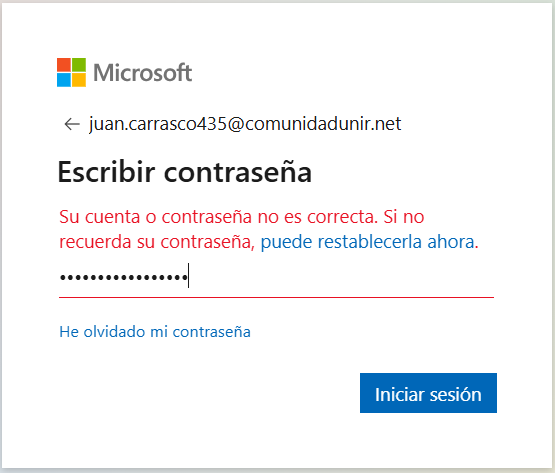 Microsoft
← juan.carrasco435@comunidadunir.net
Escribir contraseña
Su cuenta o contraseña no es correcta. Si no
recuerda su contraseña, puede restablecerla ahora.
•••••••••••••••••
He olvidado mi contraseña
Iniciar sesión